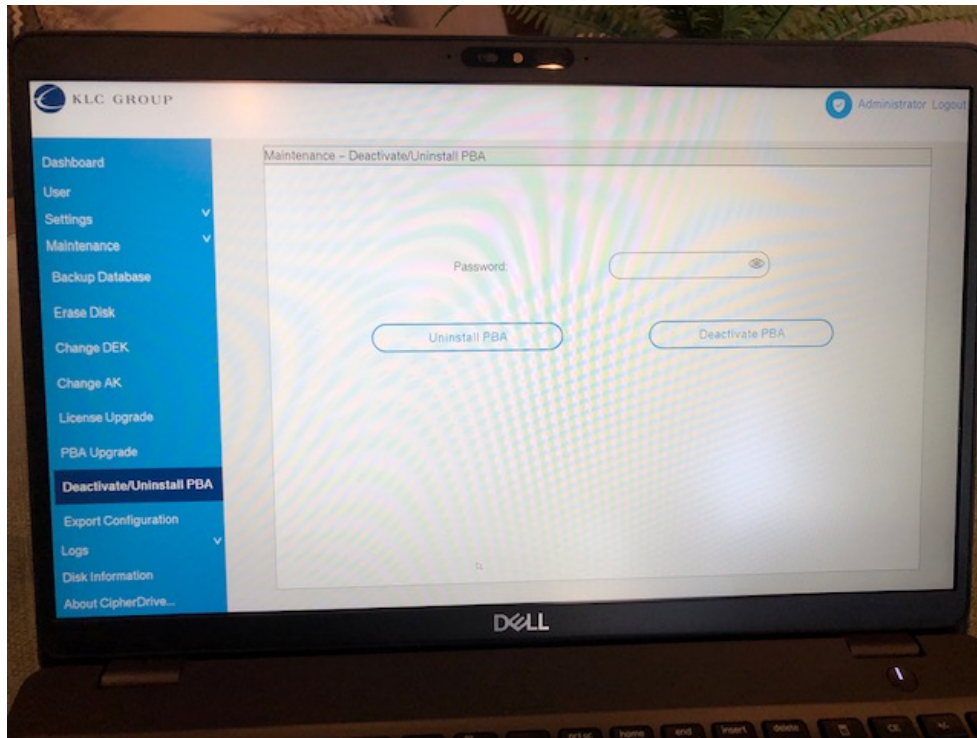 KLC GROUP
Administrator Logout
Dashboard
User
Settings
Maintenance
Backup Database
Erase Disk
Change DEK
Change AK
License Upgrade
PBA Upgrade
Deactivate/Uninstall PBA
Export Configuration
Logs
Disk Information
About CipherDrive...
Maintenance – Deactivate/Uninstall PBA
Password:
Uninstall PBA
Deactivate PBA
DELL
home
end
insert
delete